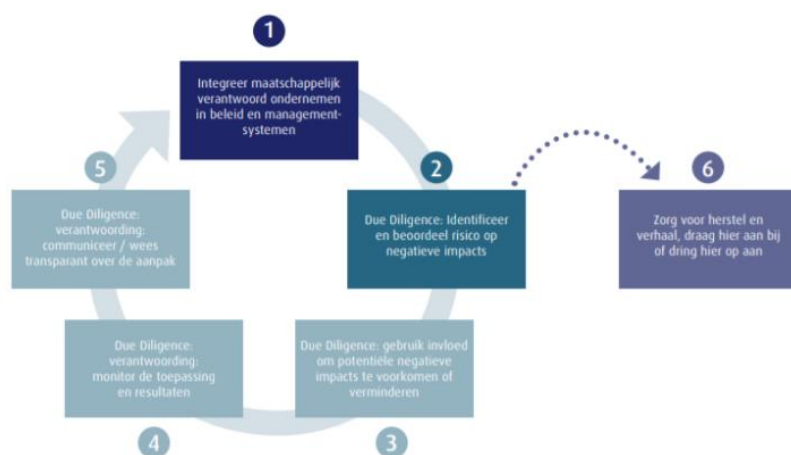 1
Integreer maatschappelijk
verantwoord ondernemen
in beleid en management-
systemen
2
Due Diligence: Identificeer
en beoordeel risico op
negatieve impacts
3
Due Diligence: gebruik invloed
om potentiële negatieve
impacts te voorkomen of
verminderen
4
Due Diligence:
verantwoording:
monitor de toepassing
en resultaten
5
Due Diligence:
verantwoording:
communiceer / wees
transparant over de aanpak
6
Zorg voor herstel en
verhaal, draag hier aan bij
of dring hier op aan